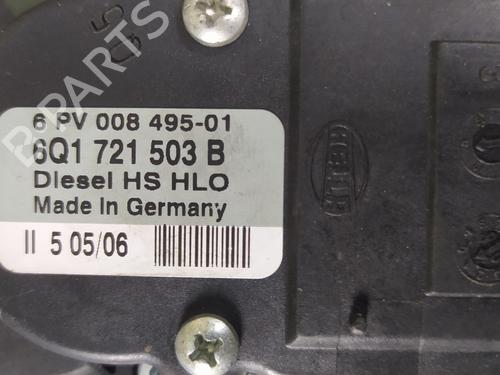 6 PV 008 495-01
6Q1 721 503 B
Diesel HS HLO
Made In Germany
II 5 05/06
HELLA